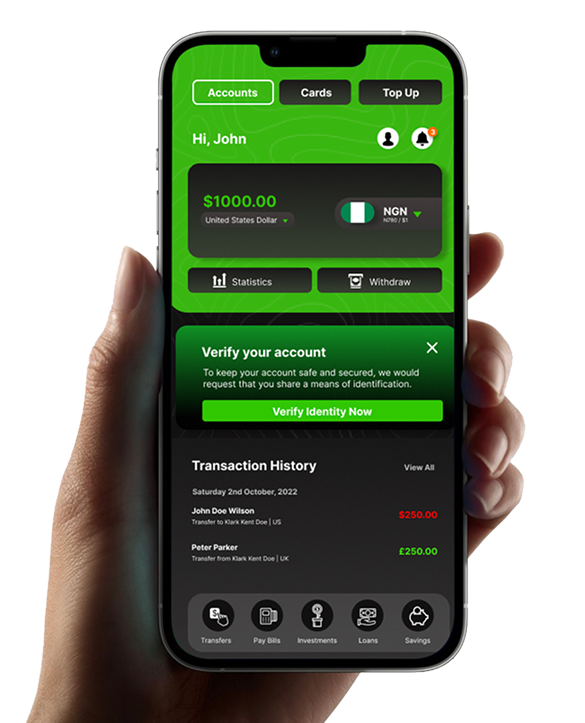 Accounts
Cards
Top Up
Hi, John
3
$1000.00
United States Dollar
NGN
N780 / $1
Statistics
Withdraw
Verify your account
To keep your account safe and secured, we would
request that you share a means of identification.
Verify Identity Now
Transaction History
View All
Saturday 2nd October, 2022
John Doe Wilson
Transfer to Klark Kent Doe | US
$250.00
Peter Parker
Transfer from Klark Kent Doe | UK
£250.00
Transfers
Pay Bills
Investments
Loans
Savings